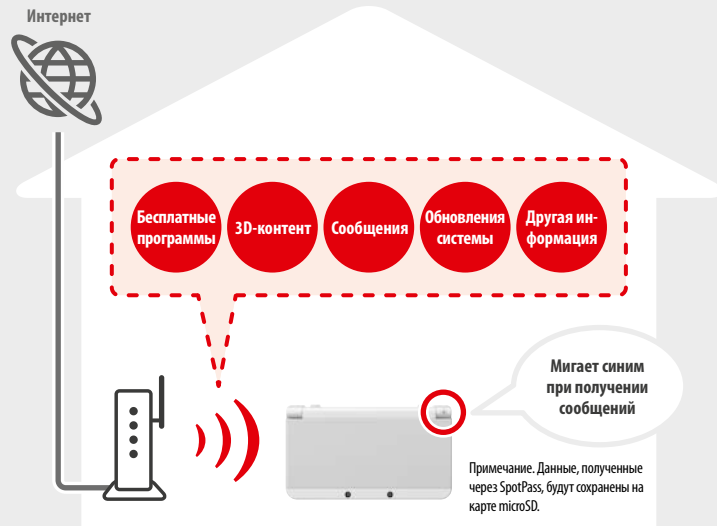 Интернет
Бесплатные
программы
3D-контент
Сообщения
Обновления
системы
Другая ин-
формация
Мигает синим
при получении
сообщений
Примечание. Данные, полученные
через SpotPass, будут сохранены на
карте microSD.